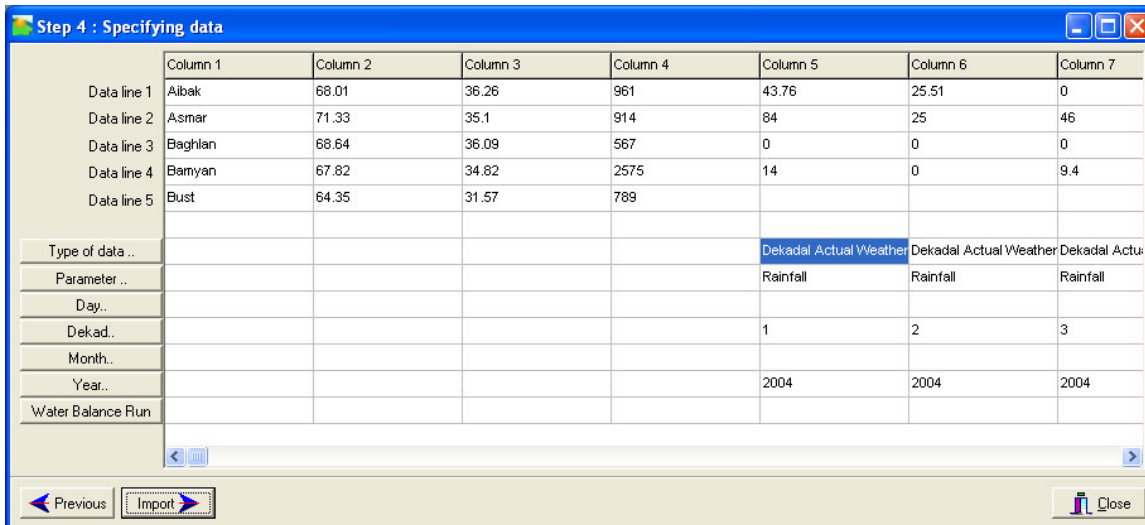 Step 4 : Specifying data
Column 1 Column 2 Column 3 Column 4 Column 5 Column 6 Column 7
Data line 1 Aibak 68.01 36.26 961 43.76 25.51 0
Data line 2 Asmar 71.33 35.1 914 84 25 46
Data line 3 Baghlan 68.64 36.09 567 0 0 0
Data line 4 Bamyan 67.82 34.82 2575 14 0 9.4
Data line 5 Bust 64.35 31.57 789
Type of data .. Dekadal Actual Weather Dekadal Actual Weather Dekadal Actu
Parameter .. Rainfall Rainfall Rainfall
Day..
Dekad.. 1 2 3
Month..
Year.. 2004 2004 2004
Water Balance Run
Previous Import Close